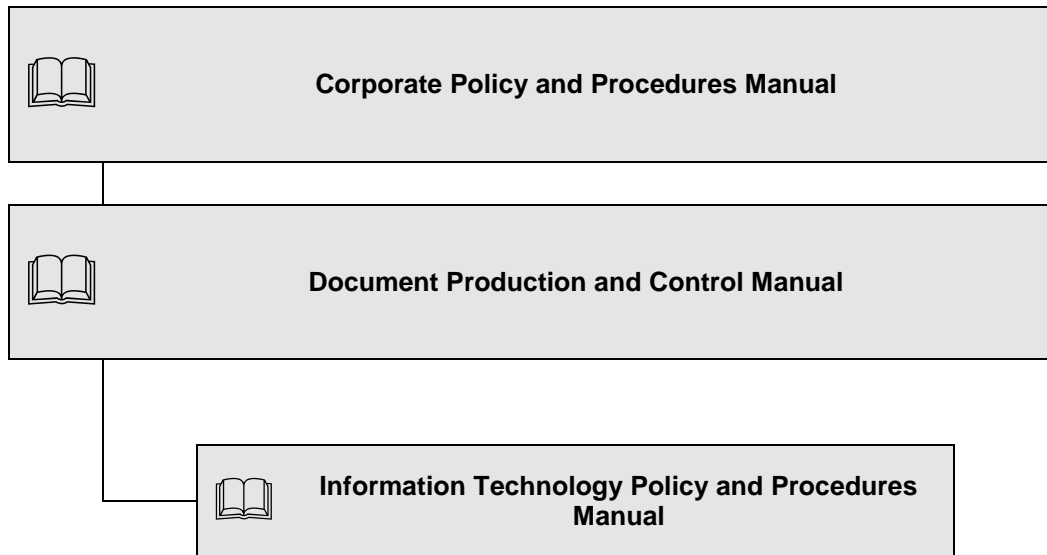 Corporate Policy and Procedures Manual
Document Production and Control Manual
Information Technology Policy and Procedures
Manual